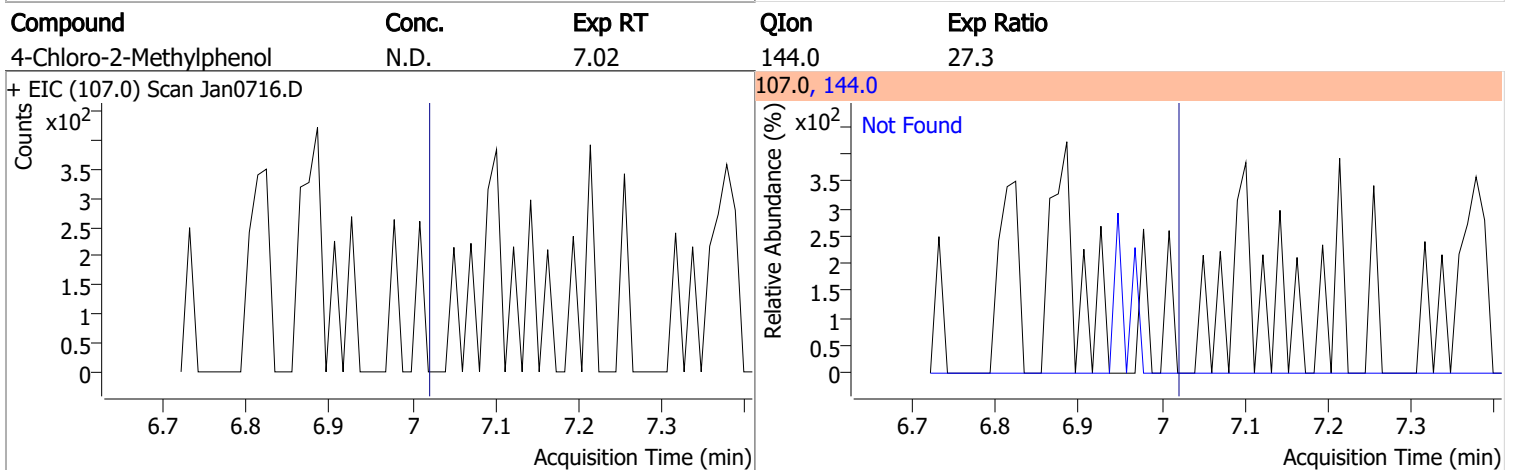 Compound Conc. Exp RT QIon Exp Ratio
4-Chloro-2-Methylphenol N.D. 7.02 144.0 27.3
+ EIC (107.0) Scan Jan0716.D
Counts
x10²
3.5
3
2.5
2
1.5
1
0.5
0
6.7 6.8 6.9 7 7.1 7.2 7.3
Acquisition Time (min)
107.0, 144.0
Relative Abundance (%)
x10²
Not Found
3.5
3
2.5
2
1.5
1
0.5
0
6.7 6.8 6.9 7 7.1 7.2 7.3
Acquisition Time (min)